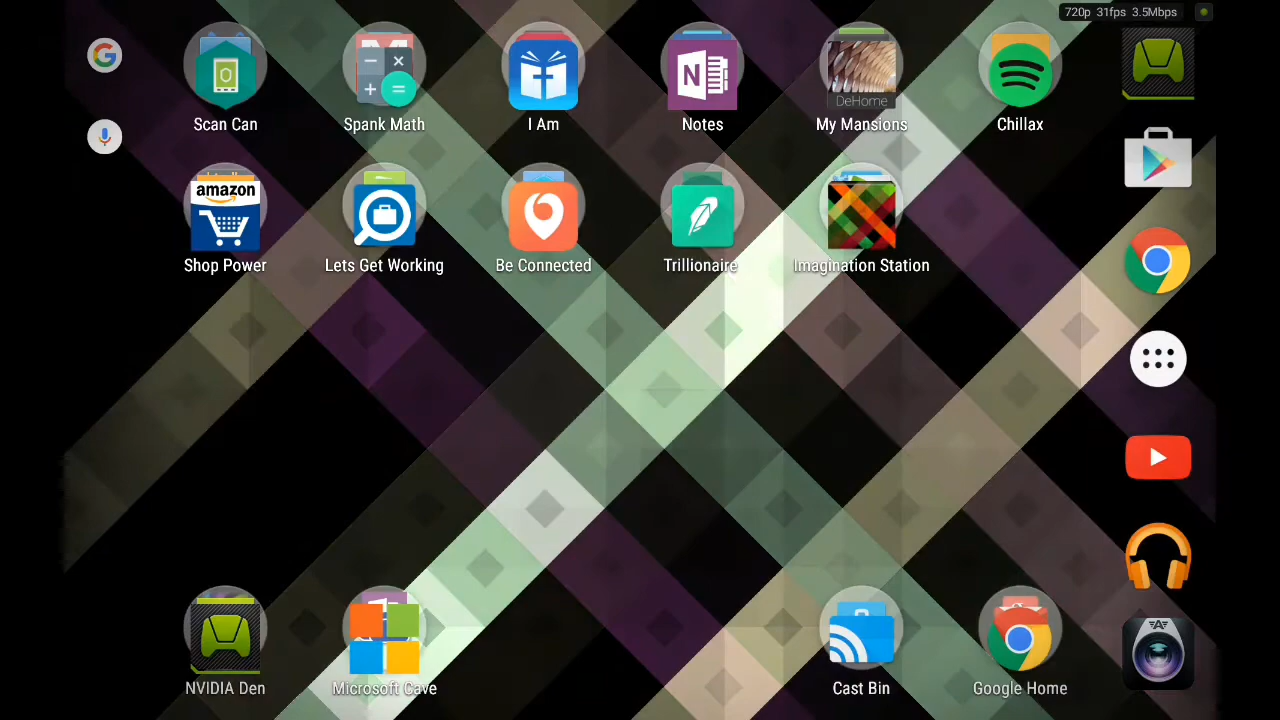 720p 31fps 3.5Mbps
DeHome
Scan Can
Spank Math
I Am
Notes
My Mansions
Chillax
amazon
Shop Power
Lets Get Working
Be Connected
Trillionaire
Imagination Station
NVIDIA Den
Microsoft Cave
Cast Bin
Google Home